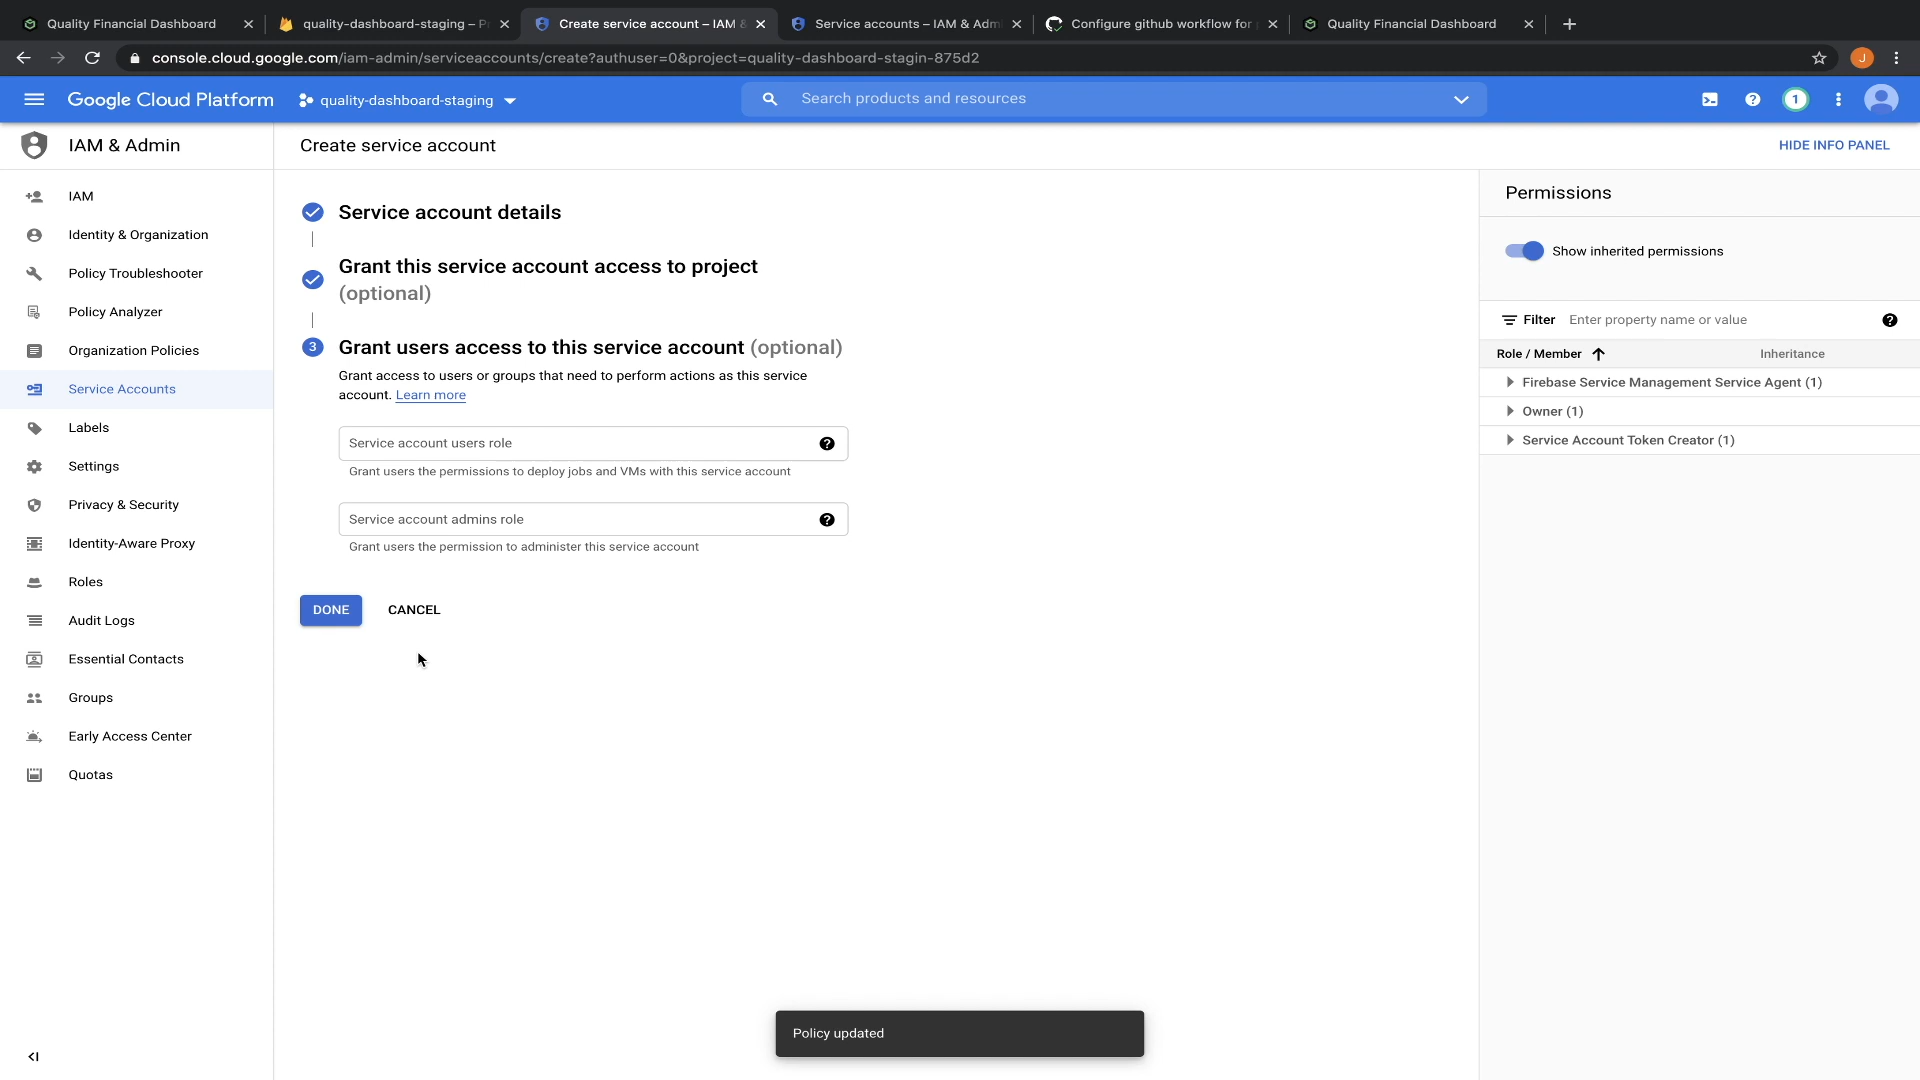 Quality Financial Dashboard
quality-dashboard-staging – P
Create service account – IAM &
Service accounts – IAM & Adm
Configure github workflow for
Quality Financial Dashboard
console.cloud.google.com/iam-admin/serviceaccounts/create?authuser=0&project=quality-dashboard-stagin-875d2
J
Google Cloud Platform
quality-dashboard-staging
Search products and resources
1
IAM & Admin
Create service account
HIDE INFO PANEL
IAM
Identity & Organization
Policy Troubleshooter
Policy Analyzer
Organization Policies
Service Accounts
Labels
Settings
Privacy & Security
Identity-Aware Proxy
Roles
Audit Logs
Essential Contacts
Groups
Early Access Center
Quotas
Service account details
Grant this service account access to project
(optional)
3
Grant users access to this service account (optional)
Grant access to users or groups that need to perform actions as this service
account. Learn more
Service account users role
Grant users the permissions to deploy jobs and VMs with this service account
Service account admins role
Grant users the permission to administer this service account
DONE
CANCEL
Permissions
Show inherited permissions
Filter Enter property name or value
Role / Member
Inheritance
Firebase Service Management Service Agent (1)
Owner (1)
Service Account Token Creator (1)
Policy updated